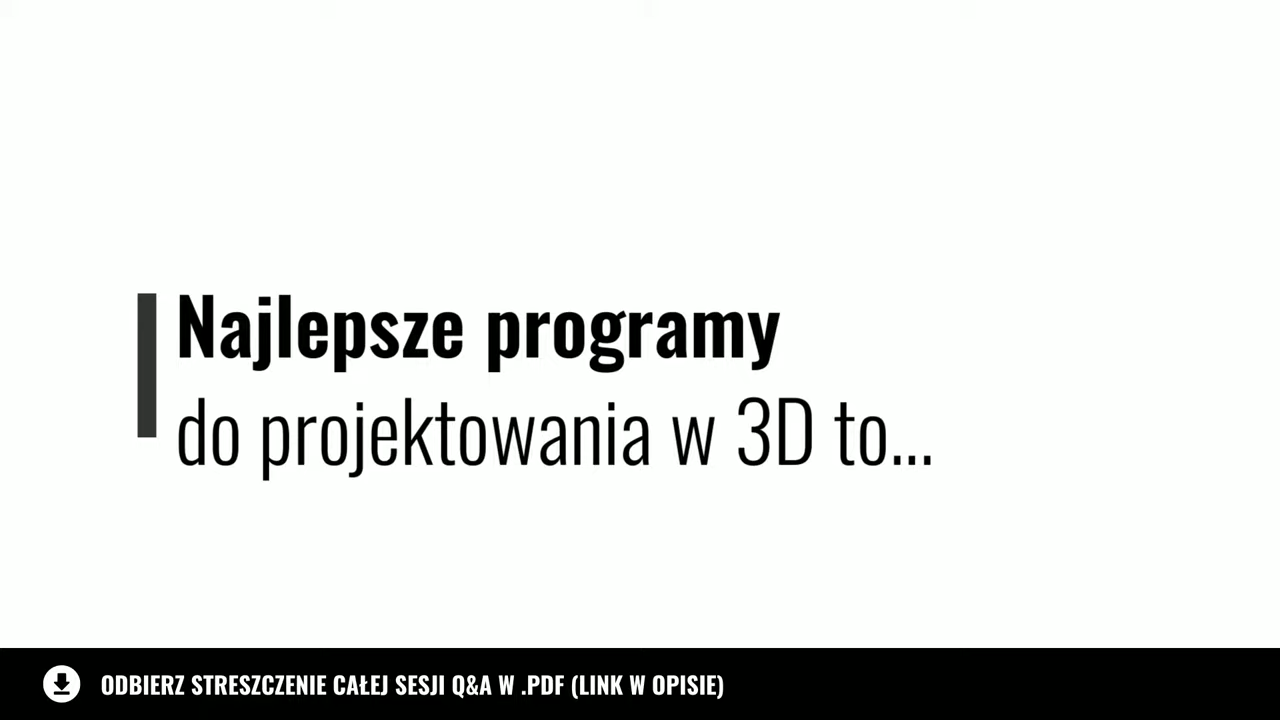 Najlepsze programy
do projektowania w 3D to...
ODBIERZ STRESZCZENIE CAŁEJ SESJI Q&A W .PDF (LINK W OPISIE)